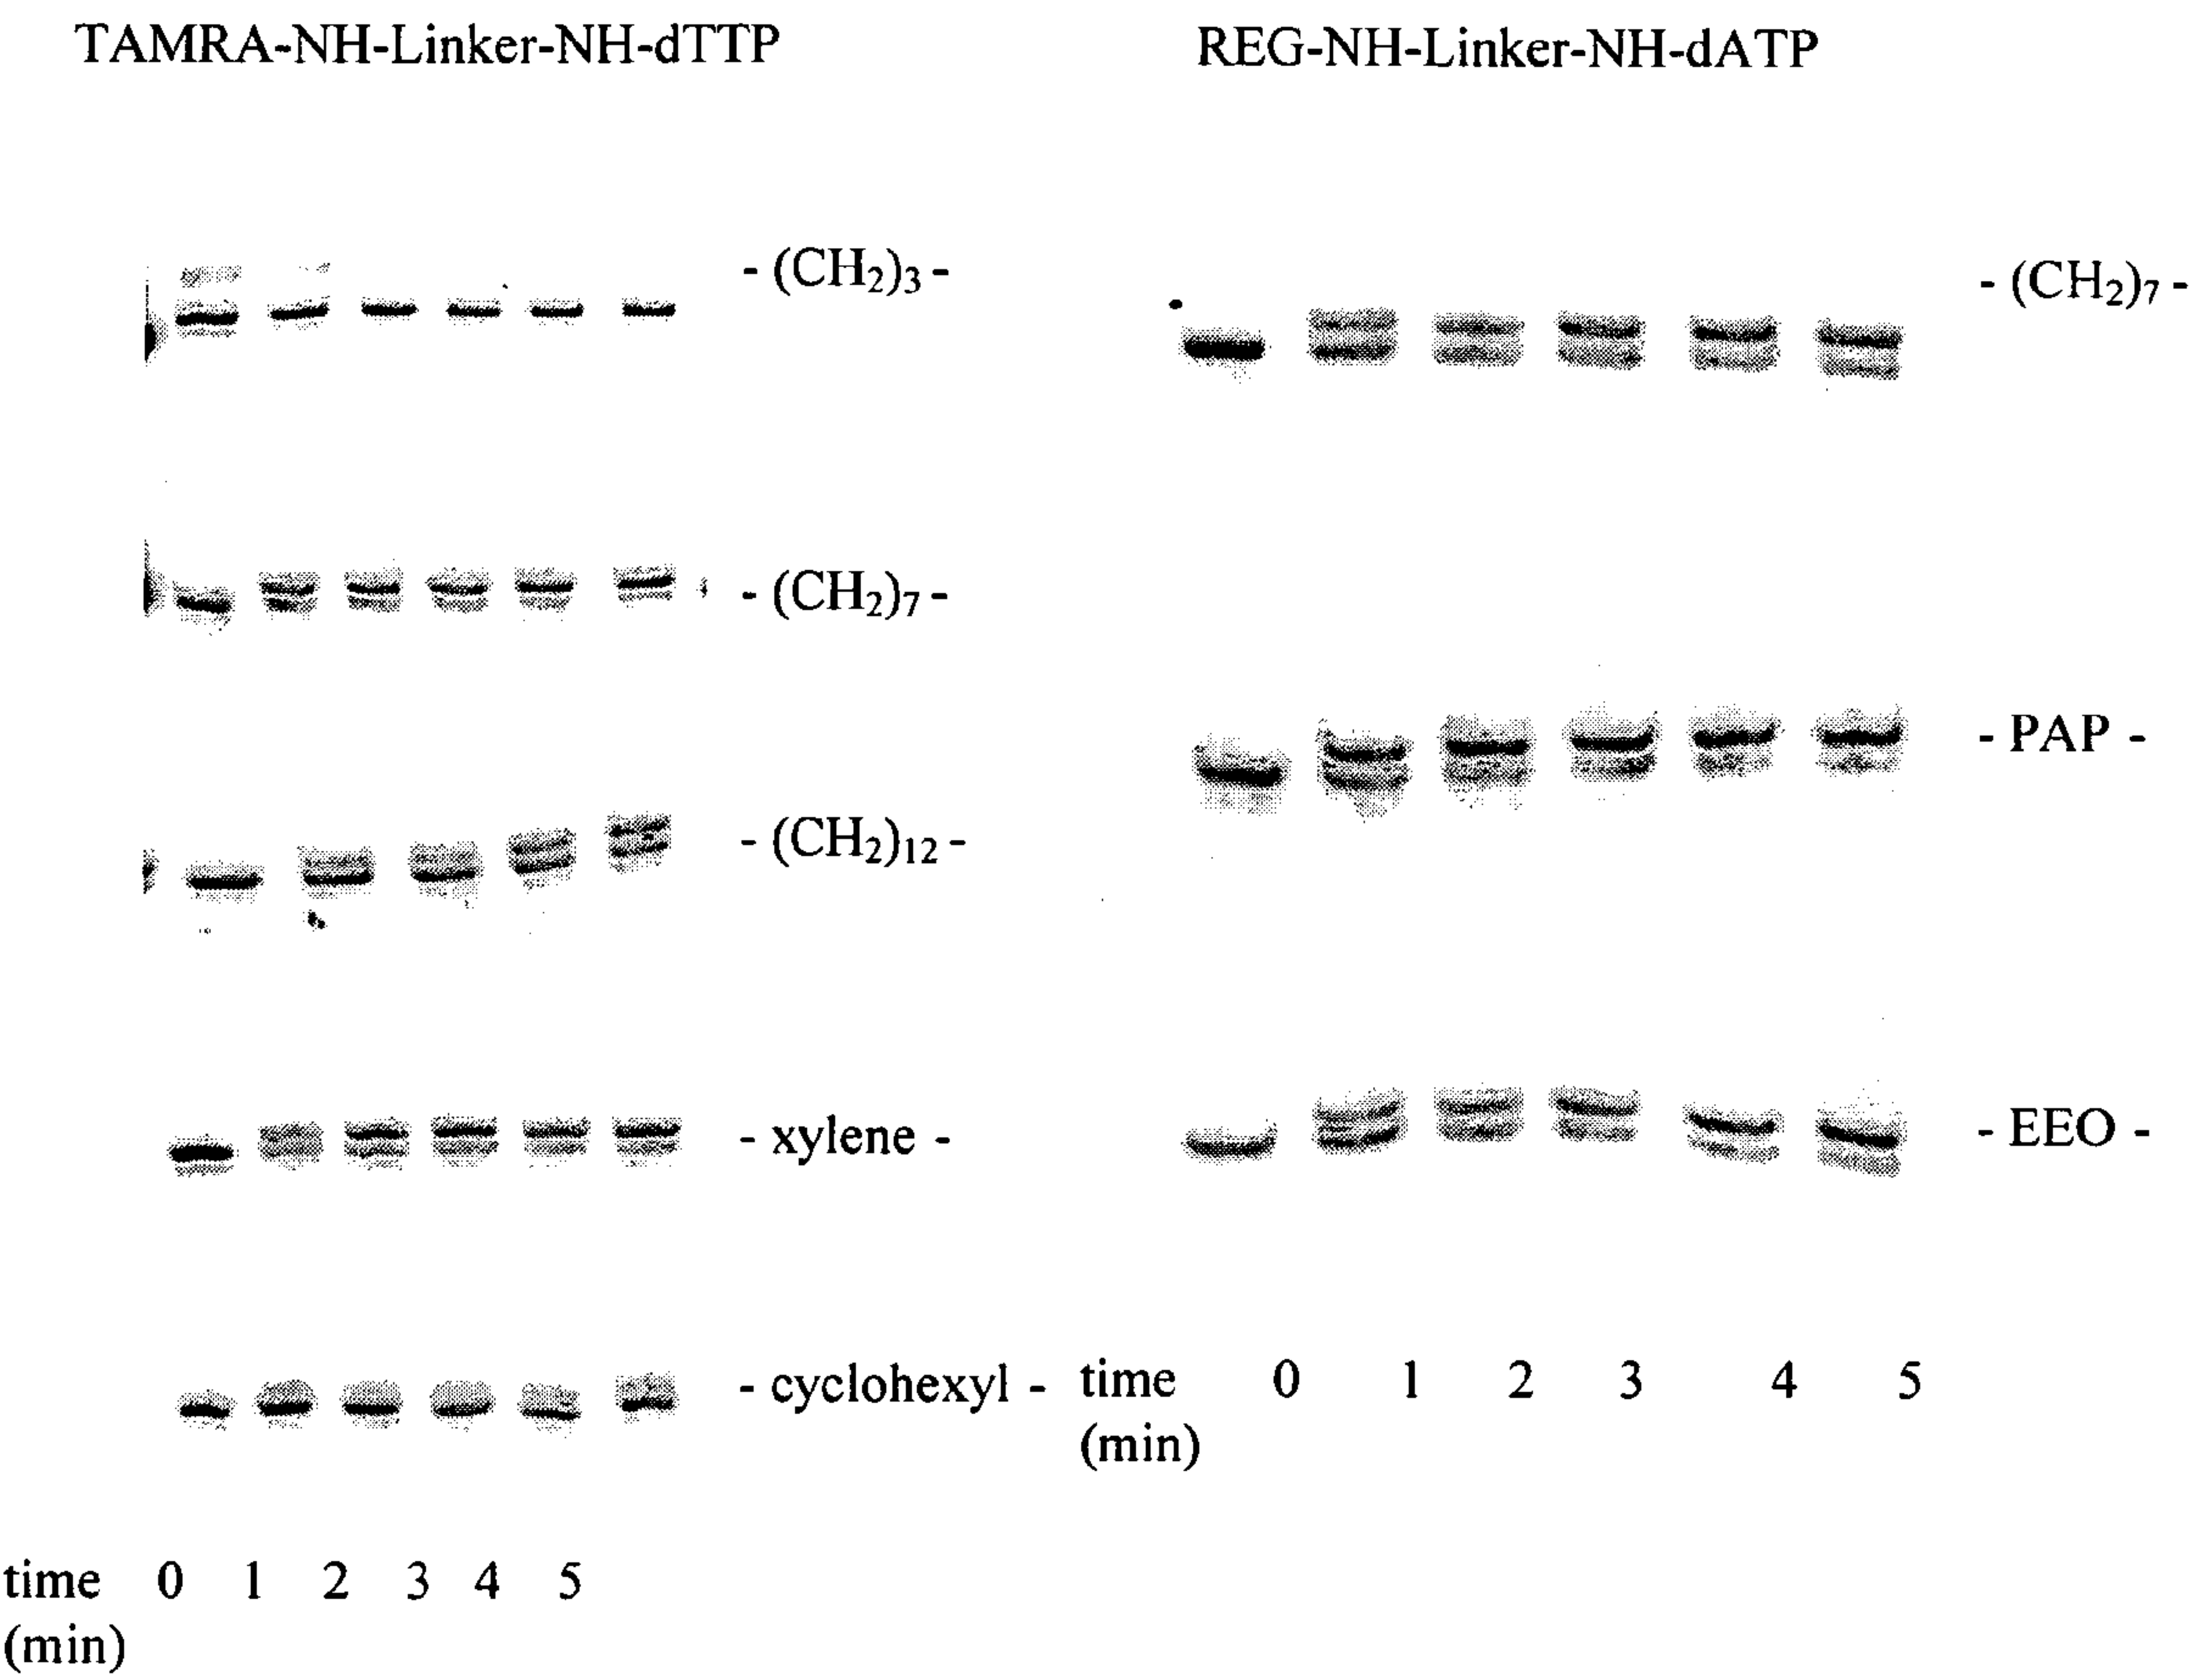 TAMRA-NH-Linker-NH-dTTP
- (CH₂)₃ -
- (CH₂)₇ -
- (CH₂)₁₂ -
- xylene -
- cyclohexyl -
time 0 1 2 3 4 5
(min)
REG-NH-Linker-NH-dATP
- (CH₂)₇ -
- PAP -
- EEO -
time 0 1 2 3 4 5
(min)